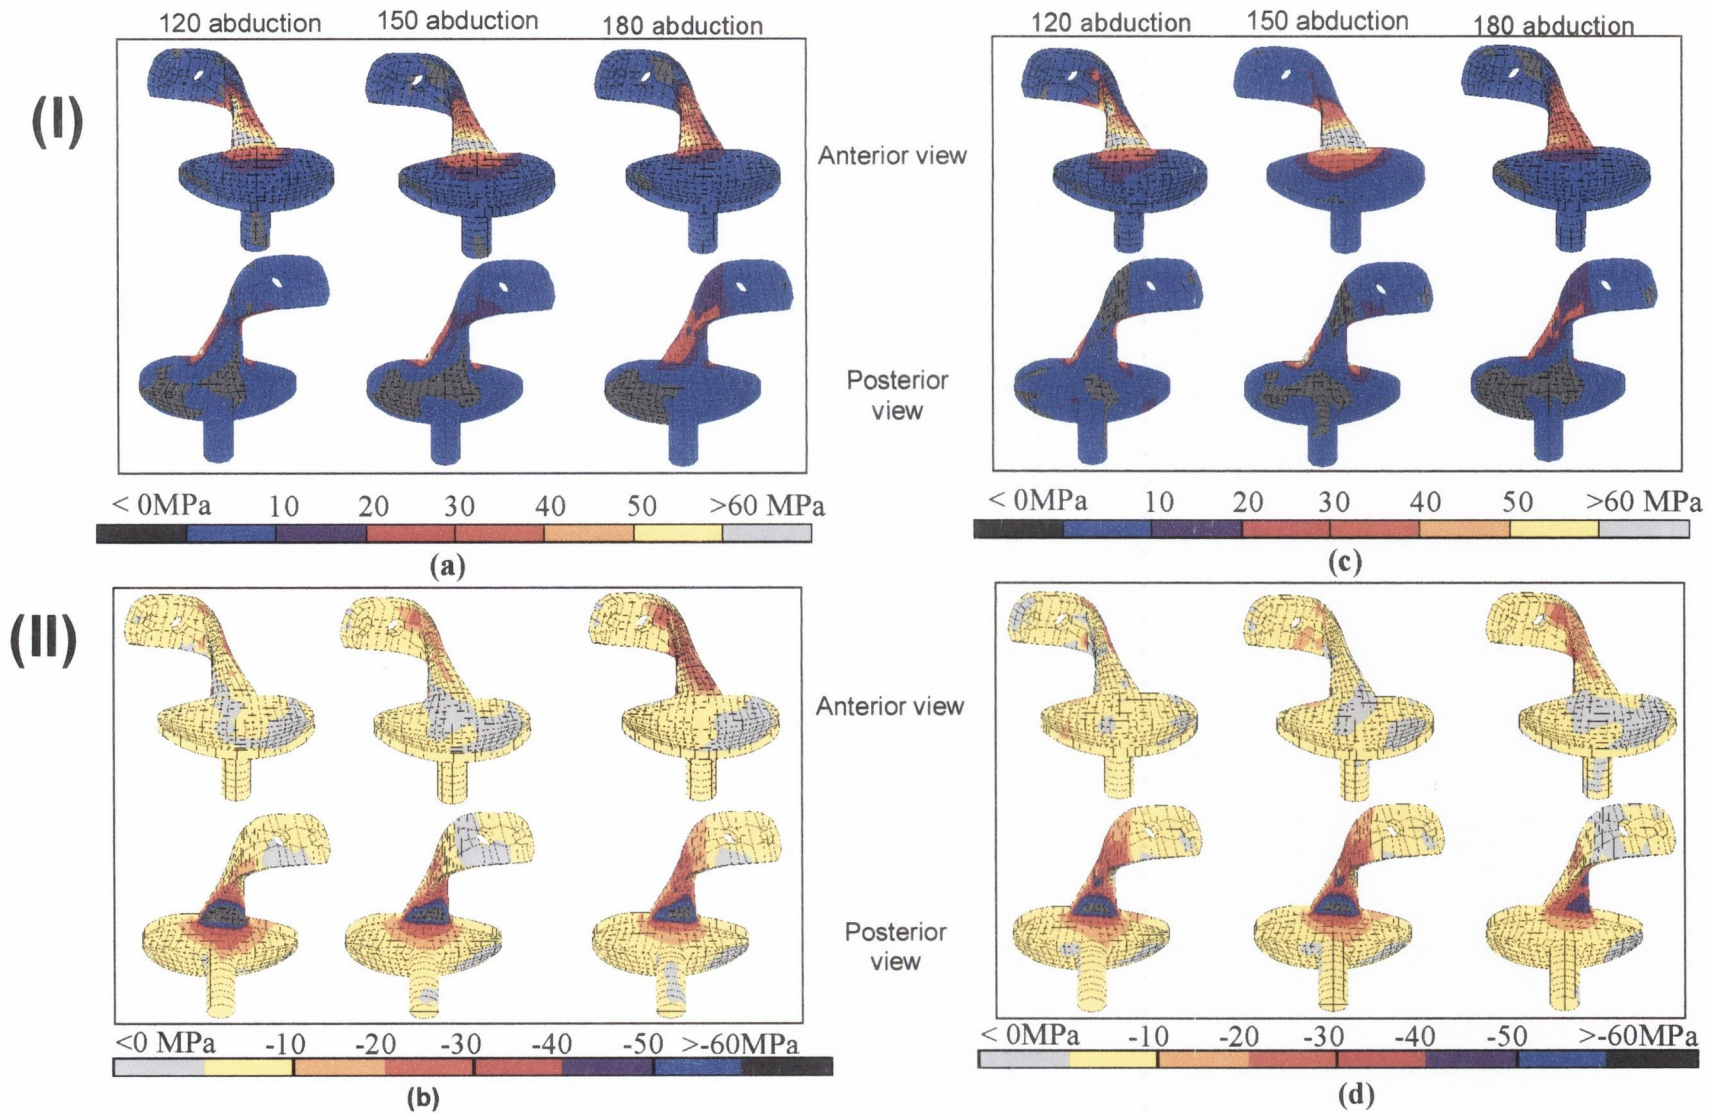 120 abduction 150 abduction 180 abduction
120 abduction 150 abduction 180 abduction
(I)
Anterior view
Posterior
view
< 0MPa 10 20 30 40 50 >60 MPa
(a)
< 0MPa 10 20 30 40 50 >60 MPa
(c)
(II)
Anterior view
Posterior
view
<0 MPa -10 -20 -30 -40 -50 >-60MPa
(b)
< 0MPa -10 -20 -30 -40 -50 >-60MPa
(d)